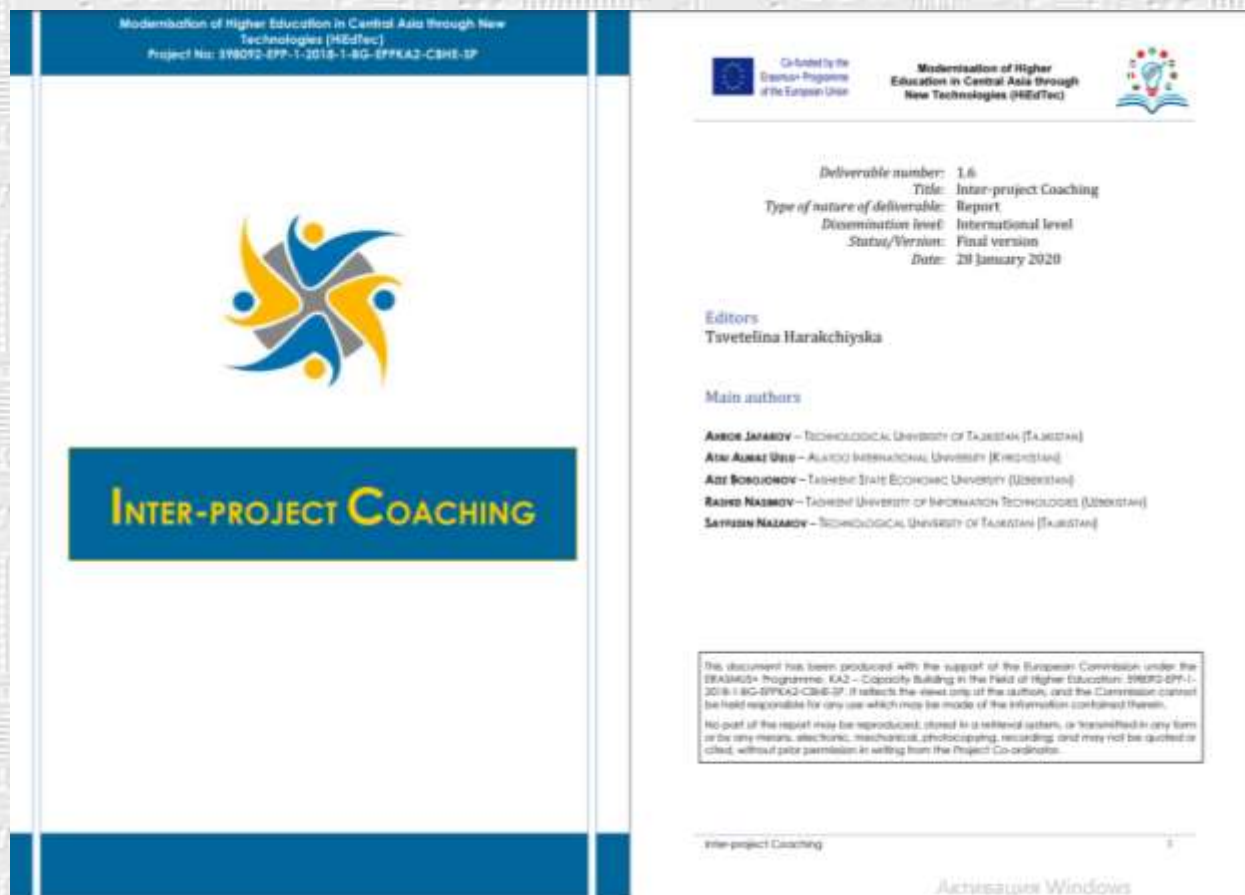 Modernisation of Higher Education in Central Asia through New
Technologies (HiEdTec)
Project No: 598092-EPP-1-2018-1-BG-EPPKA2-CBHE-SP
INTER-PROJECT COACHING
Co-funded by the
Erasmus+ Programme
of the European Union
Modernisation of Higher
Education in Central Asia through
New Technologies (HiEdTec)
Deliverable number: 1.6
Title: Inter-project Coaching
Type of nature of deliverable: Report
Dissemination level: International level
Status/Version: Final version
Date: 28 January 2020
Editors
Tsvetelina Harakchiyska
Main authors
JAFAROV – TECHNOLOGICAL UNIVERSITY OF TAJIKISTAN (TAJIKISTAN)
ALMAZ – ALATOO INTERNATIONAL UNIVERSITY
AZIZ BOBOJONOV – TASHKENT STATE ECONOMIC UNIVERSITY (UZBEKISTAN)
RASHID NASIMOV – TASHKENT UNIVERSITY OF INFORMATION TECHNOLOGIES (UZBEKISTAN)
NAZAROV – TECHNOLOGICAL UNIVERSITY OF TAJIKISTAN (TAJIKISTAN)
This document has been produced with the support of the European Commission under the
ERASMUS+ Programme, KA2 – Capacity Building in the Field of Higher Education: 598092-EPP-1-
2018-1-BG-EPPKA2-CBHE-SP. It reflects the views only of the authors, and the Commission cannot
be held responsible for any use which may be made of the information contained therein.
No part of the report may be reproduced, stored in a retrieval system, or transmitted in any form
or by any means, electronic, mechanical, photocopying, recording, and may not be quoted or
cited, without prior permission in writing from the Project Co-ordinator.
Inter-project Coaching
Активация Windows